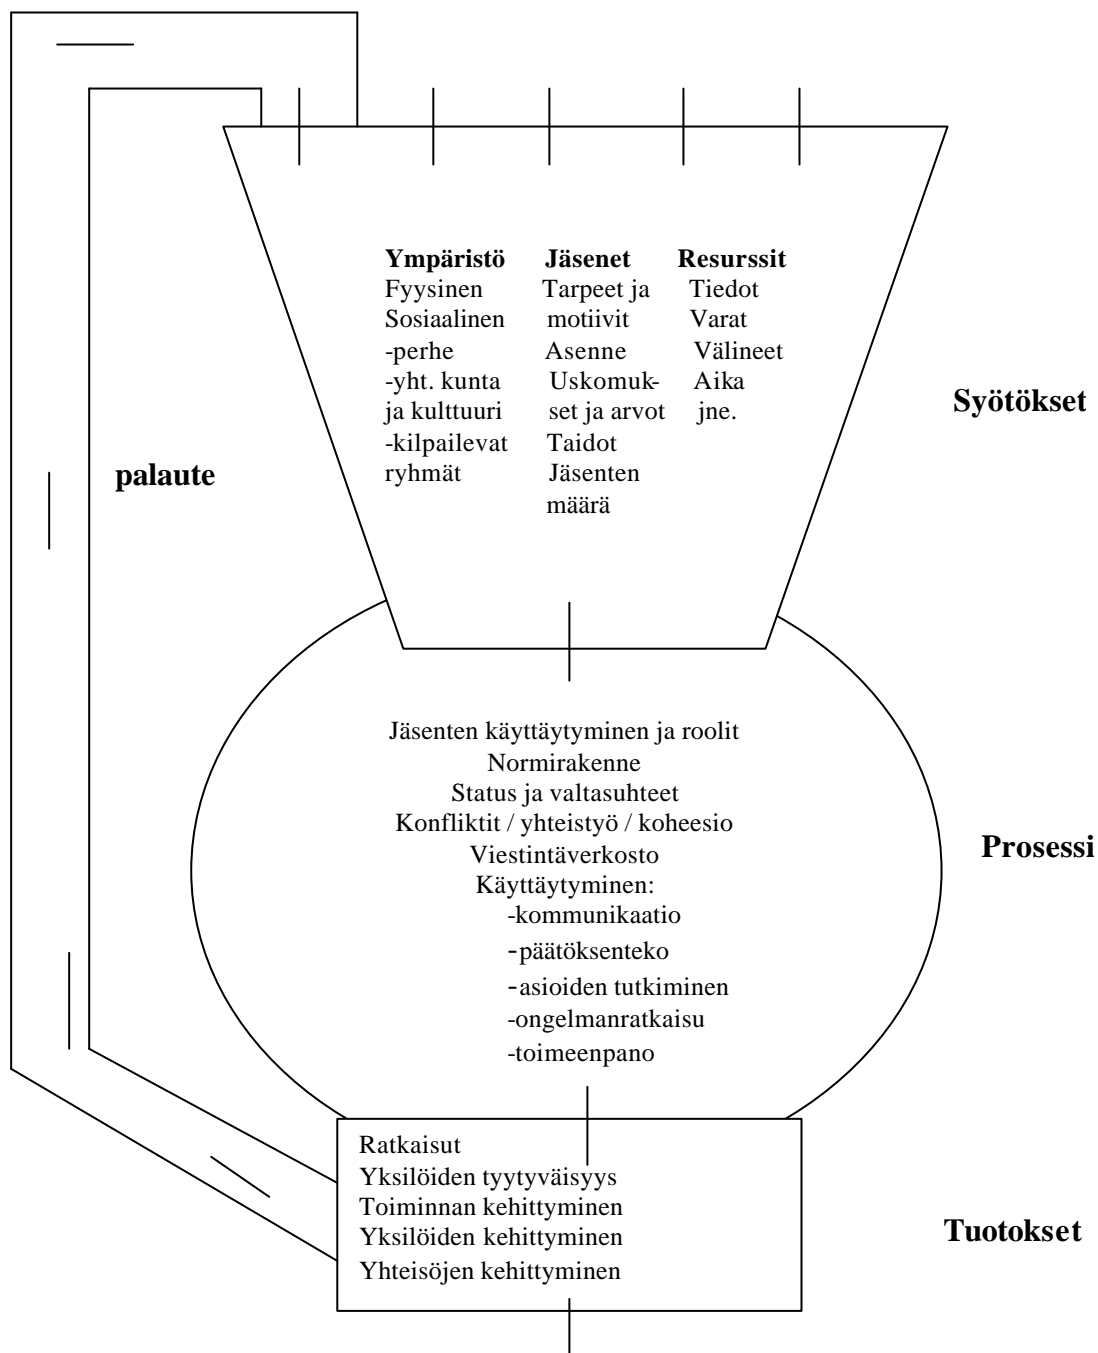 Ympäristö Jäsenet Resurssit
Fyysinen Tarpeet ja Tiedot
Sosiaalinen motiivit Varat
-perhe Asenne Välineet
-yht. kunta Uskomuk- Aika
ja kulttuuri set ja arvot jne.
-kilpailevat Taidot
ryhmät Jäsenten
määrä
Syötökset
palaute
Jäsenten käyttäytyminen ja roolit
Normirakenne
Status ja valtasuhteet
Konfliktit / yhteistyö / koheesio
Viestintäverkosto
Käyttäytyminen:
-kommunikaatio
-päätöksenteko
-asioiden tutkiminen
-ongelmanratkaisu
-toimeenpano
Prosessi
Ratkaisut
Yksilöiden tyytyväisyys
Toiminnan kehittyminen
Yksilöiden kehittyminen
Yhteisöjen kehittyminen
Tuotokset